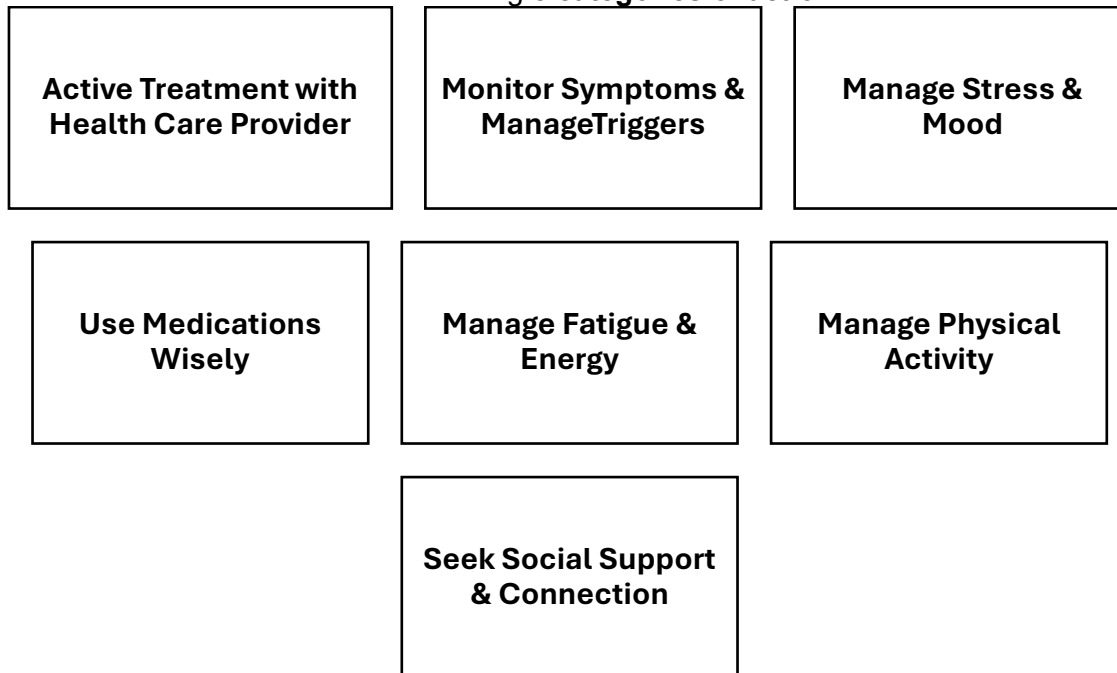 categories
Active Treatment with
Health Care Provider
Monitor Symptoms &
ManageTriggers
Manage Stress &
Mood
Use Medications
Wisely
Manage Fatigue &
Energy
Manage Physical
Activity
Seek Social Support
& Connection